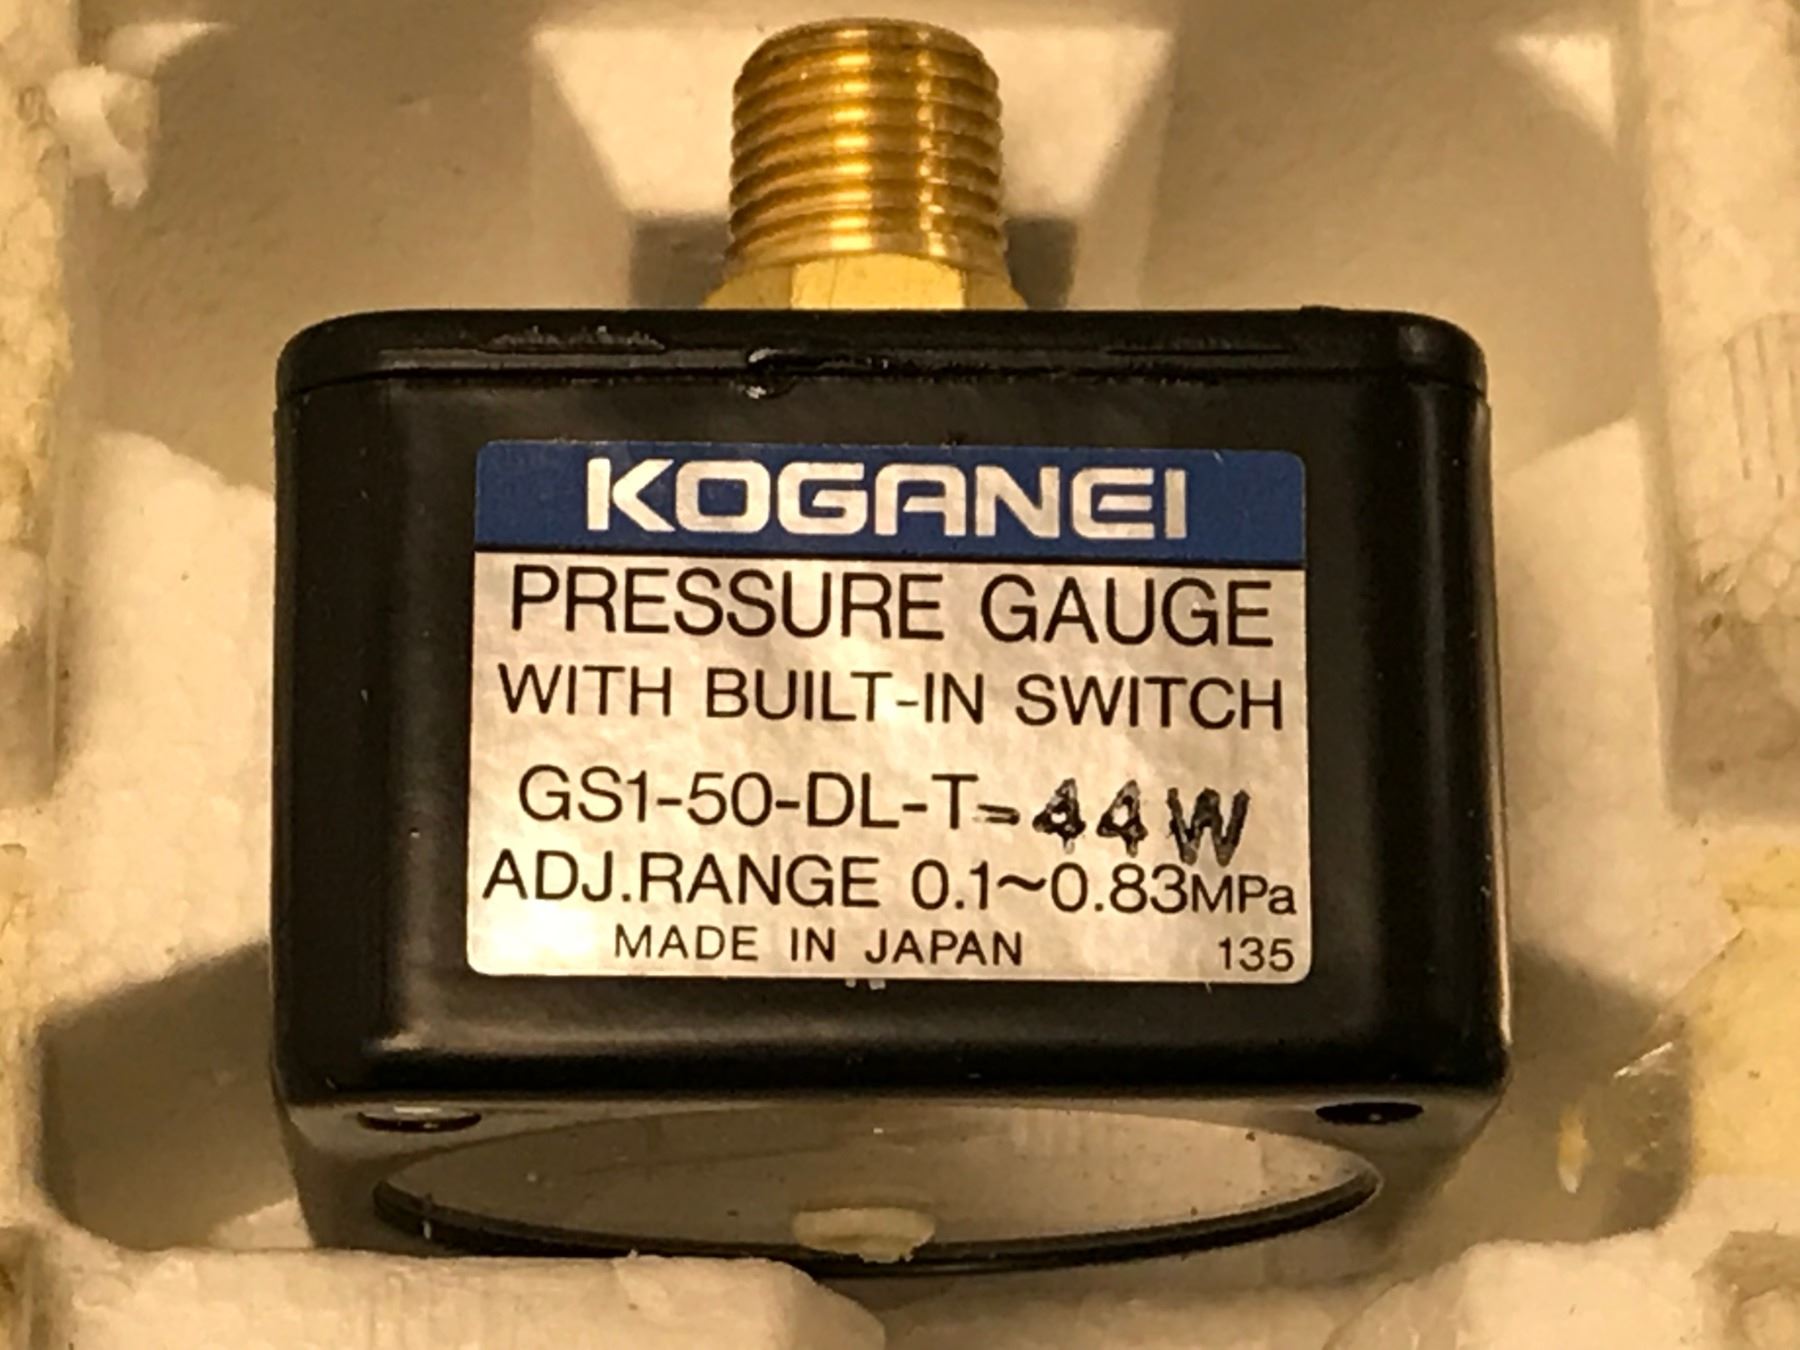 KOGANEI
PRESSURE GAUGE
WITH BUILT-IN SWITCH
GS1-50-DL-T-44W
ADJ.RANGE 0.1~0.83MPa
MADE IN JAPAN 135